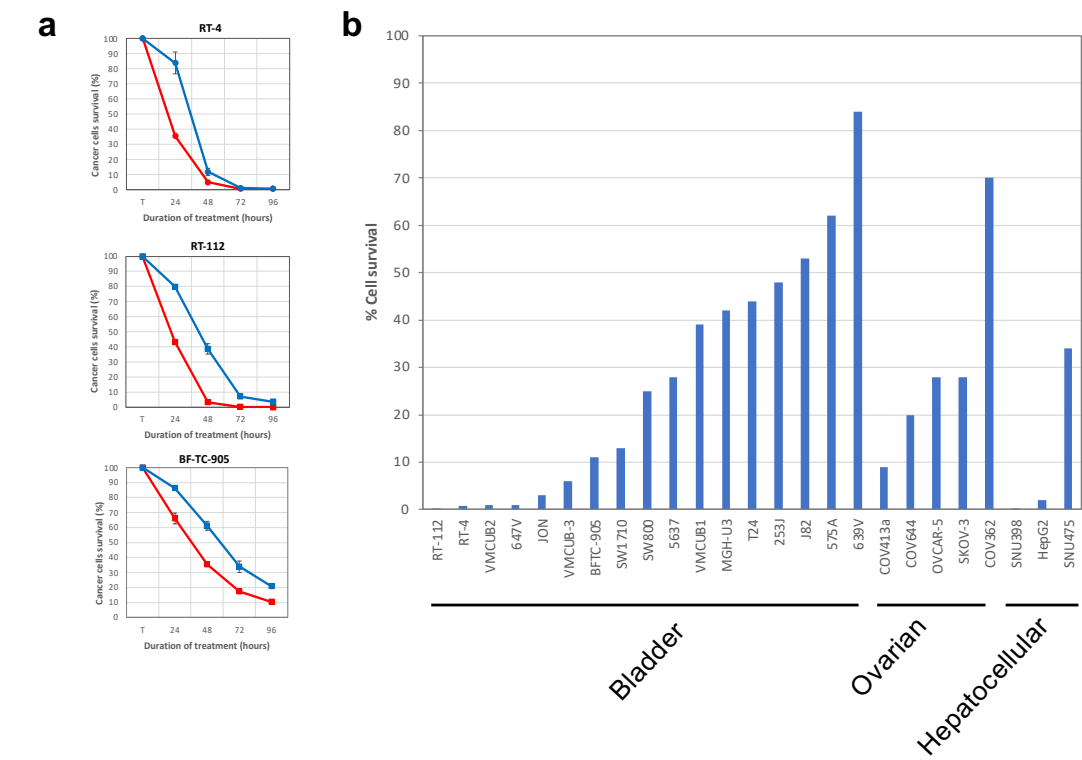 a
RT-4
100
90
80
70
60
50
40
30
20
10
0
Cancer cells survival (%)
T 24 48 72 96
Duration of treatment (hours)
RT-112
100
90
80
70
60
50
40
30
20
10
0
Cancer cells survival (%)
T 24 48 72 96
Duration of treatment (hours)
BF-TC-905
100
90
80
70
60
50
40
30
20
10
0
Cancer cells survival (%)
T 24 48 72 96
Duration of treatment (hours)
b
100
90
80
70
60
50
40
30
20
10
0
% Cell survival
RT-112
RT-4
VMCUB2
647V
JON
VMCUB-3
BFTC-905
SW1710
SW800
5637
VMCUB1
MGH-U3
T24
253J
J82
575A
639V
COV413a
COV644
OVCAR-5
SKOV-3
COV362
SNU398
HepG2
SNU475
Bladder
Ovarian
Hepatocellular